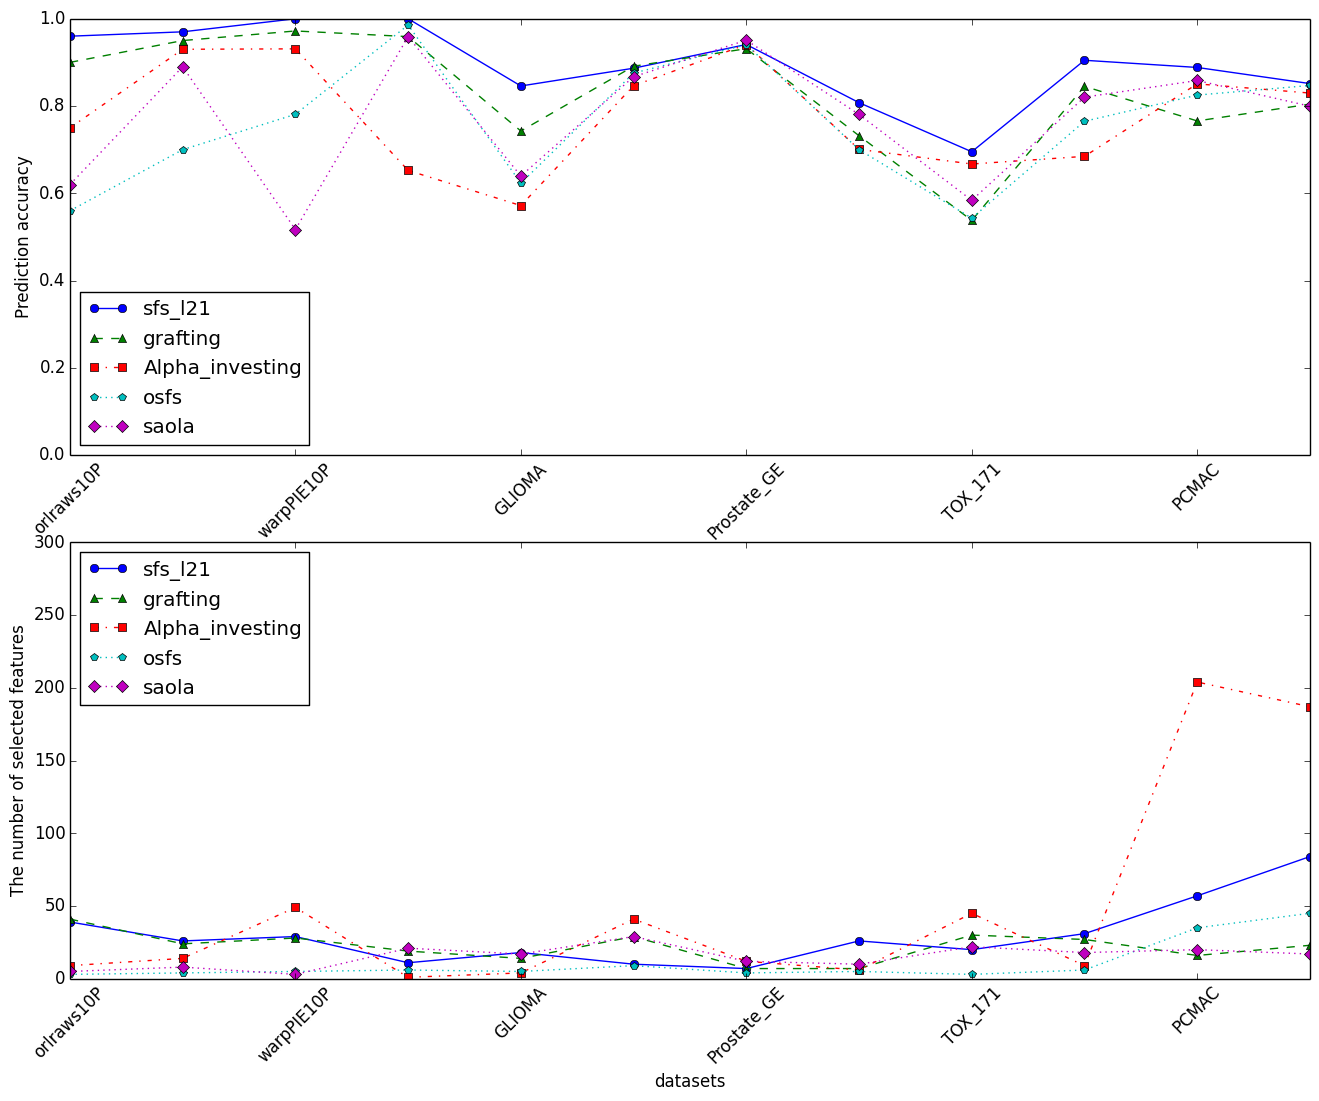 1.0
0.8
0.6
0.4
0.2
0.0
Prediction accuracy
sfs_l21
grafting
Alpha_investing
osfs
saola
orlraws10P
warpPIE10P
GLIOMA
Prostate_GE
TOX_171
PCMAC
300
250
200
150
100
50
0
The number of selected features
sfs_l21
grafting
Alpha_investing
osfs
saola
orlraws10P
warpPIE10P
GLIOMA
Prostate_GE
TOX_171
PCMAC
datasets